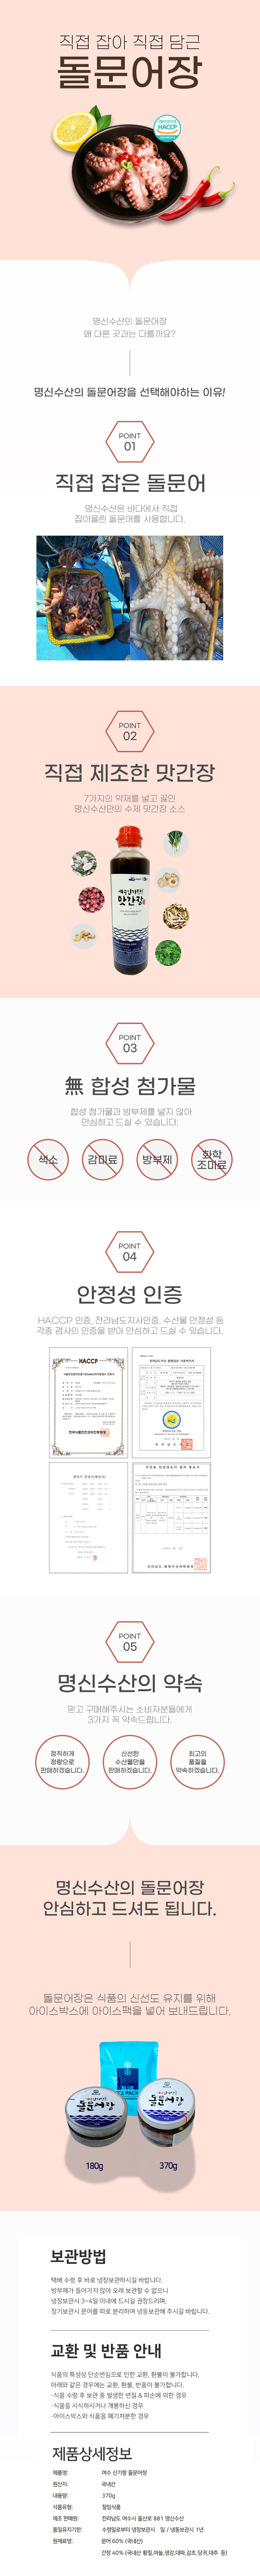 직접 잡아 직접 담근
돌문어장
HACCP
명신수산의 돌문어장
왜 다른 곳과는 다를까요?
명신수산의 돌문어장을 선택해야하는 이유!
POINT
01
직접 잡은 돌문어
명신수산은 바다에서 직접
잡아올린 돌문어를 사용합니다.
POINT
02
직접 제조한 맛간장
7가지의 약재를 넣고 끓인
명신수산만의 수제 맛간장 소스
맛간장
POINT
03
無 합성 첨가물
합성 첨가물과 방부제를 넣지 않아
안심하고 드실 수 있습니다.
색소
감미료
방부제
화학
조미료
POINT
04
안정성 인증
HACCP 인증, 전라남도지사인증, 수산물 안정성 등
각종 검사의 인증을 받아 안심하고 드실 수 있습니다.
HACCP
POINT
05
명신수산의 약속
믿고 구매해주시는 소비자분들에게
3가지 꼭 약속드립니다.
정직하게
정량으로
판매하겠습니다.
신선한
수산물만을
판매하겠습니다.
최고의
품질을
약속하겠습니다.
명신수산의 돌문어장
안심하고 드셔도 됩니다.
돌문어장은 식품의 신선도 유지를 위해
아이스박스에 아이스팩을 넣어 보내드립니다.
돌문어장
돌문어장
180g
370g
보관방법
택배 수령 후 바로 냉장보관하시길 바랍니다.
방부제가 들어가지 않아 오래 보관할 수 없으니
냉장보관시 3~4일 이내에 드시길 권장드리며,
장기보관시 문어를 따로 분리하여 냉동보관해 주시길 바랍니다.
교환 및 반품 안내
식품의 특성상 단순변심으로 인한 교환, 환불이 불가합니다.
아래와 같은 경우에는 교환, 환불, 반품이 불가합니다.
-식품 수령 후 보관 중 발생한 변질 & 파손에 의한 경우
-식품을 시식하시거나 개봉하신 경우
-아이스박스와 식품을 폐기처분한 경우
제품상세정보
제품명: 여수 신기항 돌문어장
원산지: 국내산
내용량: 370g
식품유형: 절임식품
제조 판매원: 전라남도 여수시 돌산로 881 명신수산
품질유지기한: 수령일로부터 냉장보관시 일 / 냉동보관시 1년
원재료명: 문어 60% (국내산)
간장 40% (국내산 황칠,마늘,생강,대파,감초,당귀,대추 등)